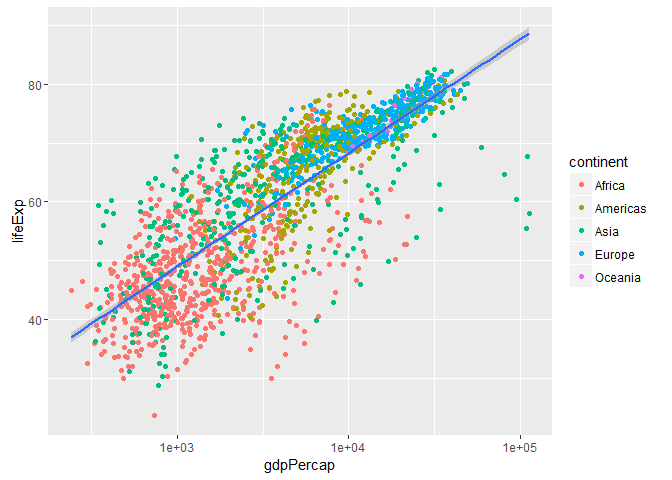 80
60
40
lifeExp
1e+03
1e+04
1e+05
gdpPercap
continent
Africa
Americas
Asia
Europe
Oceania